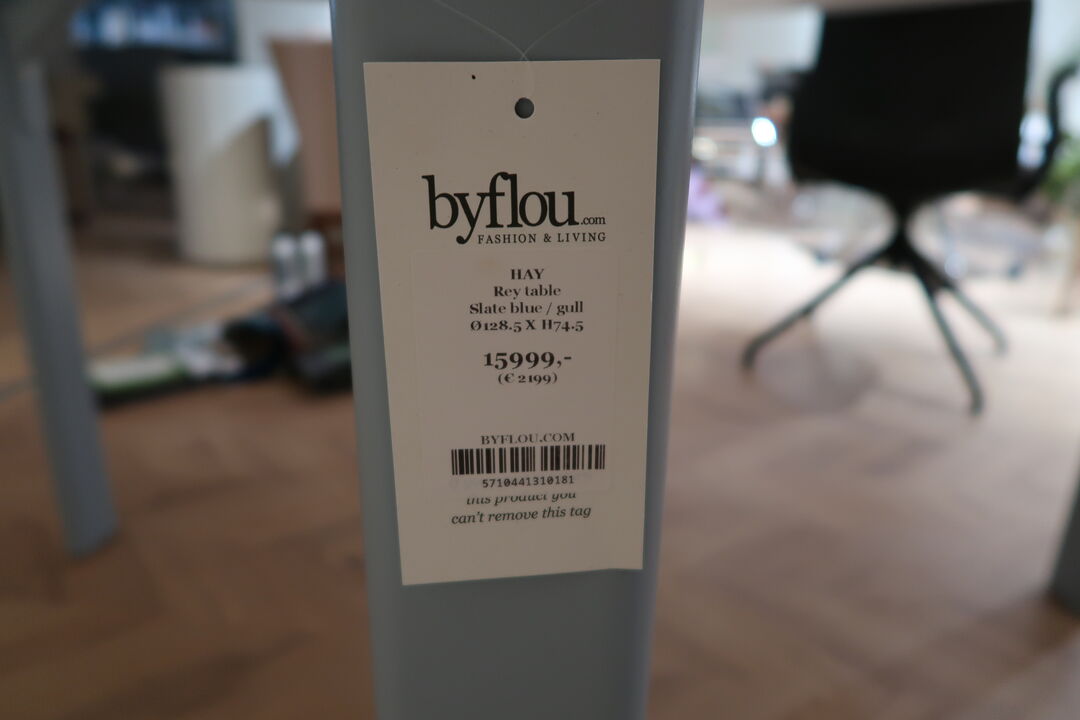 byflou.com
FASHION & LIVING
HAY
Rey table
Slate blue / gull
Ø128.5 X H74.5
15999,-
(€ 2199)
BYFLOU.COM
5710441310181
this product you
can't remove this tag